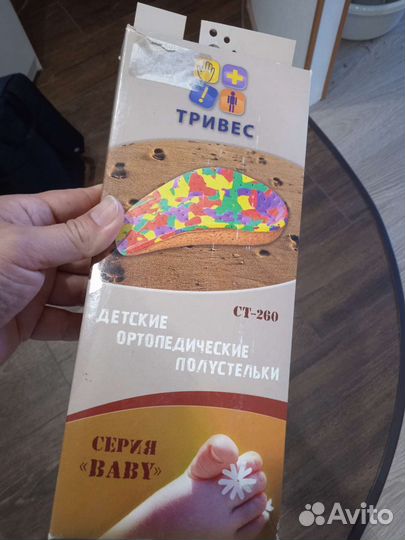 ТРИВЕС
СТ-260
ДЕТСКИЕ
ОРТОПЕДИЧЕСКИЕ
ПОЛУСТЕЛЬКИ
СЕРИЯ
«BABY»
Avito